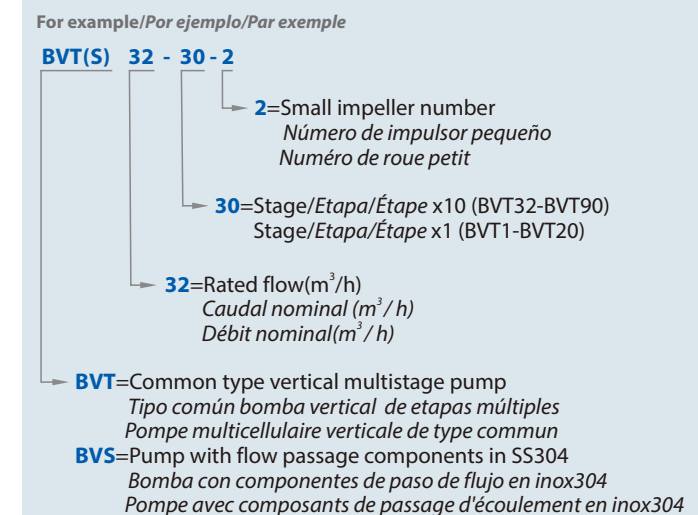 For example/Por ejemplo/Par exemple
BVT(S) 32 - 30 - 2
2=Small impeller number
Número de impulsor pequeño
Numéro de roue petit
30=Stage/Etapa/Étape x10 (BVT32-BVT90)
Stage/Etapa/Étape x1 (BVT1-BVT20)
32=Rated flow(m³/h)
Caudal nominal (m³/ h)
Débit nominal(m³/ h)
BVT=Common type vertical multistage pump
Tipo común bomba vertical de etapas múltiples
Pompe multicellulaire verticale de type commun
BVS=Pump with flow passage components in SS304
Bomba con componentes de paso de flujo en inox304
Pompe avec composants de passage d'écoulement en inox304